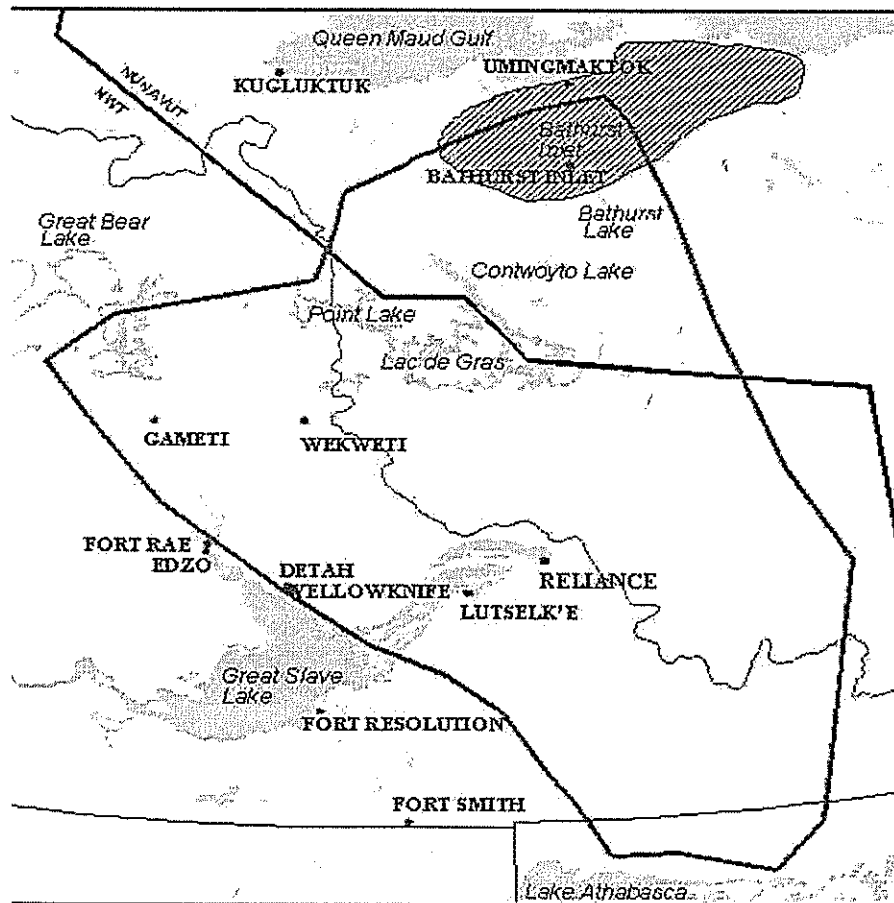 Queen Maud Gulf
KUGLUKTUK
UMINGMAKTOK
NUNAVUT
NWT
Bathurst
Inlet
BATHURST INLET
Great Bear
Lake
Bathurst
Lake
Contwoyto Lake
Point Lake
Lac de Gras
GAMETI
WEKWETI
FORT RAE
EDZO
DETAH
YELLOWKNIFE
RELIANCE
LUTSELK'E
Great Slave
Lake
FORT RESOLUTION
FORT SMITH
Lake Athabasca